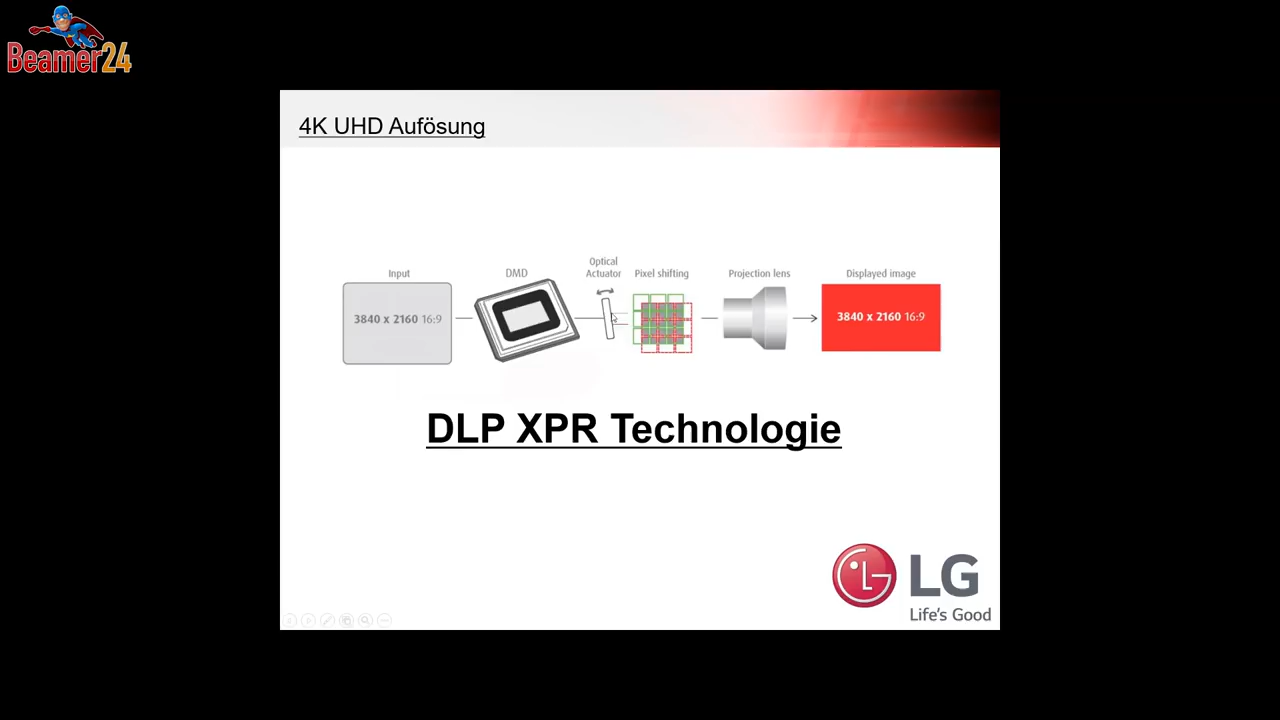 Beamer24
4K UHD Aufösung
Input
DMD
Optical
Actuator
Pixel shifting
Projection lens
Displayed image
3840 x 2160 16:9
3840 x 2160 16:9
DLP XPR Technologie
LG
Life's Good